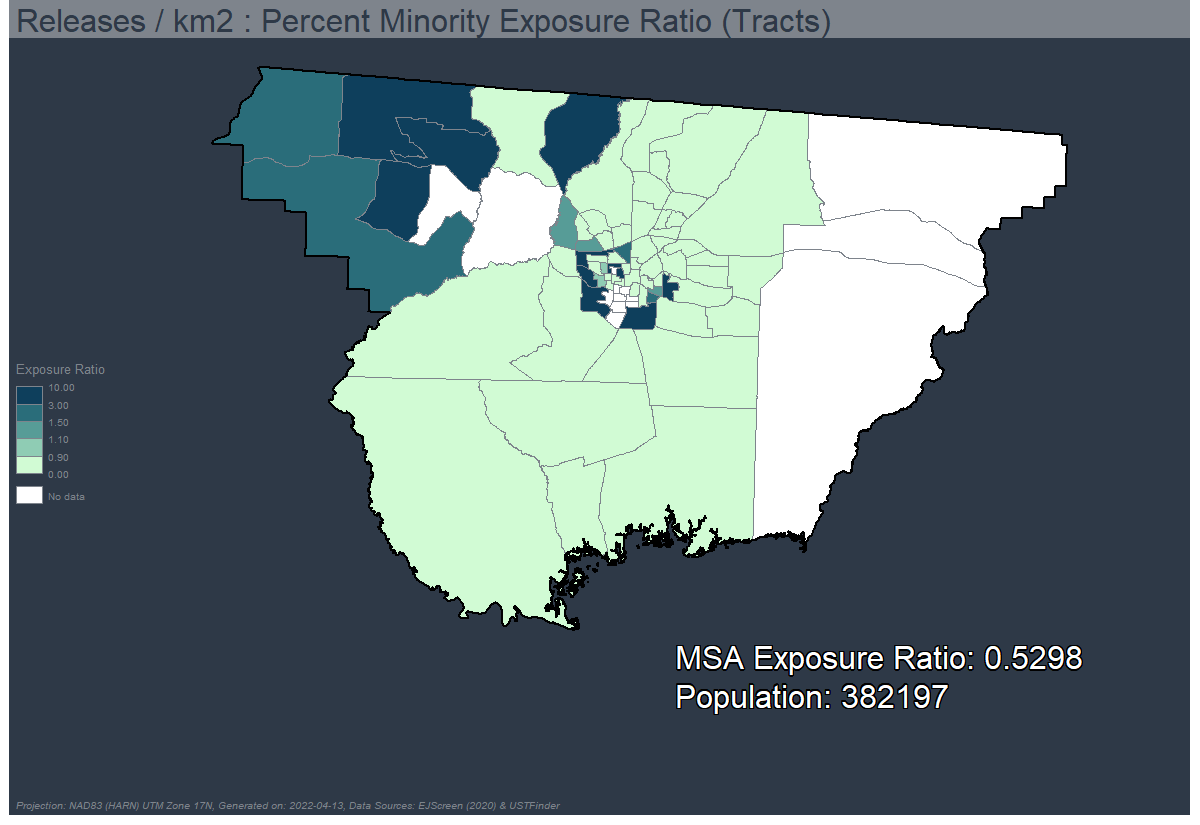 Releases / km2 : Percent Minority Exposure Ratio (Tracts)
Exposure Ratio
10.00
3.00
1.50
1.10
0.90
0.00
No data
MSA Exposure Ratio: 0.5298
Population: 382197
Projection: NAD83 (HARN) UTM Zone 17N, Generated on: 2022-04-13, Data Sources: EJScreen (2020) & USTFinder